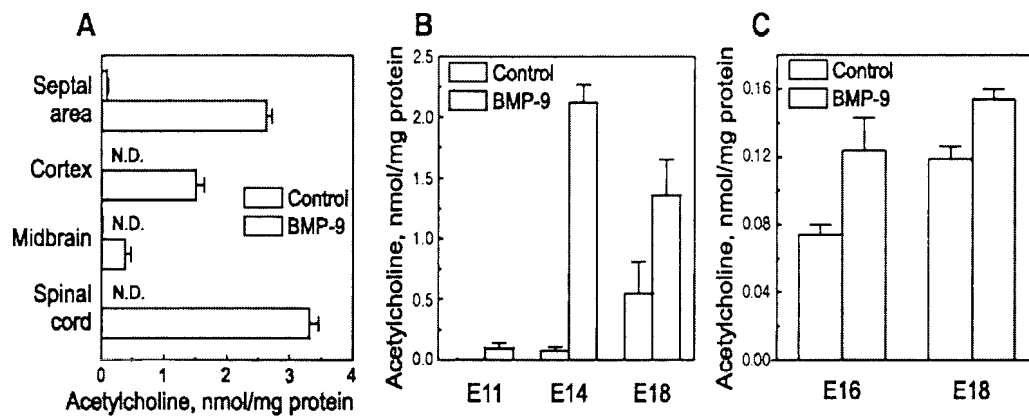 A
Septal
area
N.D.
Cortex
Control
BMP-9
N.D.
Midbrain
N.D.
Spinal
cord
0 1 2 3 4
Acetylcholine, nmol/mg protein
B
Acetylcholine, nmol/mg protein
2.5
2.0
1.5
1.0
0.5
0.0
Control
BMP-9
E11 E14 E18
C
Acetylcholine, nmol/mg protein
0.16
0.12
0.08
0.04
0.00
Control
BMP-9
E16 E18